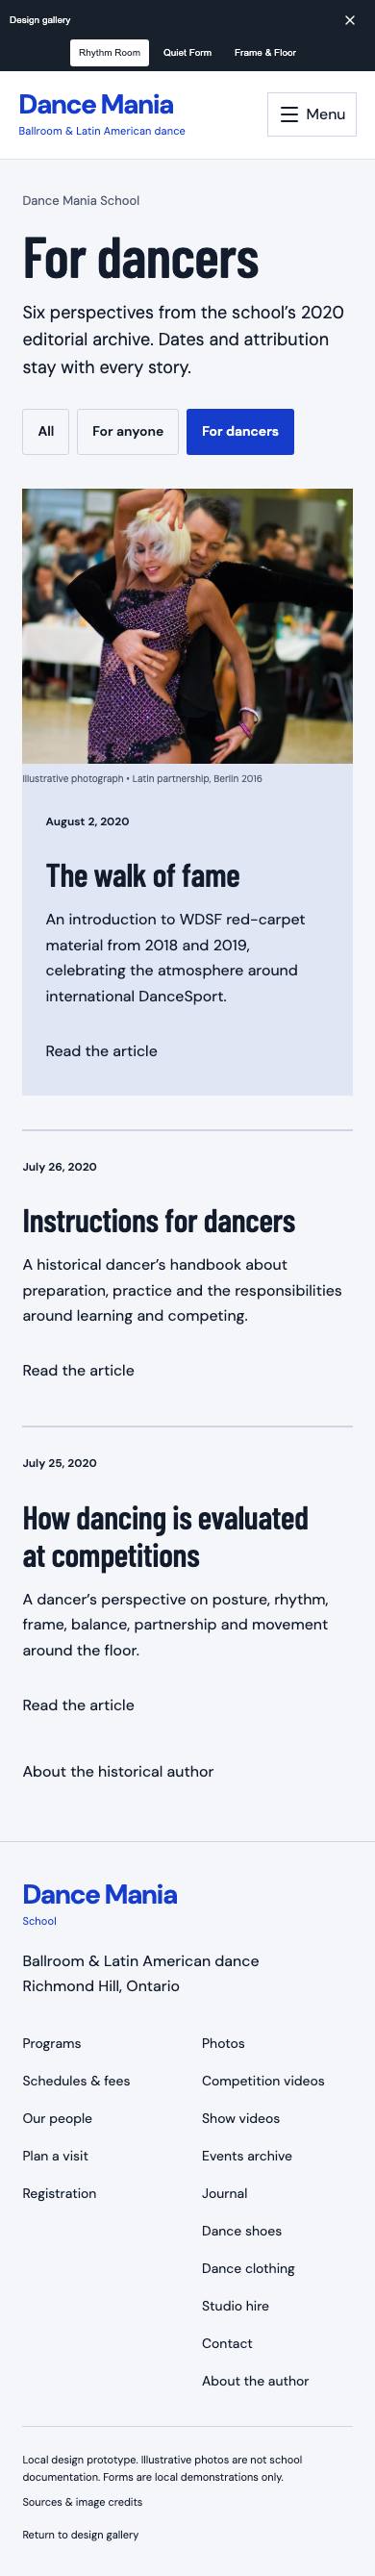 Design gallery
Rhythm Room Quiet Form Frame & Floor
Dance Mania
Ballroom & Latin American dance
Menu
Dance Mania School
For dancers
Six perspectives from the school’s 2020
editorial archive. Dates and attribution
stay with every story.
All For anyone For dancers
Illustrative photograph • Latin partnership, Berlin 2016
August 2, 2020
The walk of fame
An introduction to WDSF red-carpet
material from 2018 and 2019,
celebrating the atmosphere around
international DanceSport.
Read the article
July 26, 2020
Instructions for dancers
A historical dancer’s handbook about
preparation, practice and the responsibilities
around learning and competing.
Read the article
July 25, 2020
How dancing is evaluated
at competitions
A dancer’s perspective on posture, rhythm,
frame, balance, partnership and movement
around the floor.
Read the article
About the historical author
Dance Mania
School
Ballroom & Latin American dance
Richmond Hill, Ontario
Programs
Schedules & fees
Our people
Plan a visit
Registration
Photos
Competition videos
Show videos
Events archive
Journal
Dance shoes
Dance clothing
Studio hire
Contact
About the author
Local design prototype. Illustrative photos are not school
documentation. Forms are local demonstrations only.
Sources & image credits
Return to design gallery